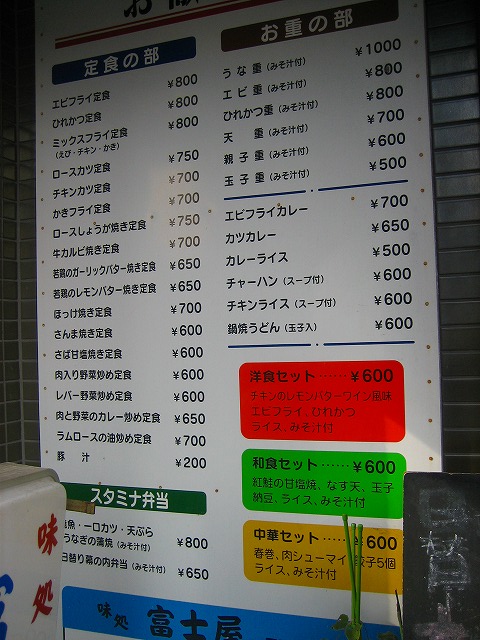 定食の部
エビフライ定食 ￥800
ひれかつ定食 ￥800
ミックスフライ定食 ￥800
(えび・チキン・かき)
ロースカツ定食 ￥750
チキンカツ定食 ￥700
かきフライ定食 ￥700
ロースしょうが焼き定食 ￥750
牛カルビ焼き定食 ￥700
若鶏のガーリックバター焼き定食 ￥650
若鶏のレモンバター焼き定食 ￥650
ほっけ焼き定食 ￥700
さんま焼き定食 ￥600
さば甘塩焼き定食 ￥600
肉入り野菜炒め定食 ￥600
レバー野菜炒め定食 ￥600
肉と野菜のカレー炒め定食 ￥650
ラムロースの油炒め定食 ￥700
豚汁 ￥200
スタミナ弁当
魚・一口カツ・天ぷら
うなぎの蒲焼(みそ汁付) ￥800
日替り幕の内弁当(みそ汁付) ￥650
お重の部
うな重(みそ汁付) ￥1000
エビ重(みそ汁付) ￥800
ひれかつ重(みそ汁付) ￥800
天重(みそ汁付) ￥700
親子重(みそ汁付) ￥600
玉子重(みそ汁付) ￥500
エビフライカレー ￥700
カツカレー ￥650
カレーライス ￥500
チャーハン(スープ付) ￥600
チキンライス(スープ付) ￥600
鍋焼うどん(玉子入) ￥600
洋食セット……￥600
チキンのレモンバターワイン風味
エビフライ、ひれかつ
ライス、みそ汁付
和食セット……￥600
紅鮭の甘塩焼、なす天、玉子
納豆、ライス、みそ汁付
中華セット……￥600
春巻、肉シューマイ、餃子5個
ライス、みそ汁付
味処 富士屋
味処